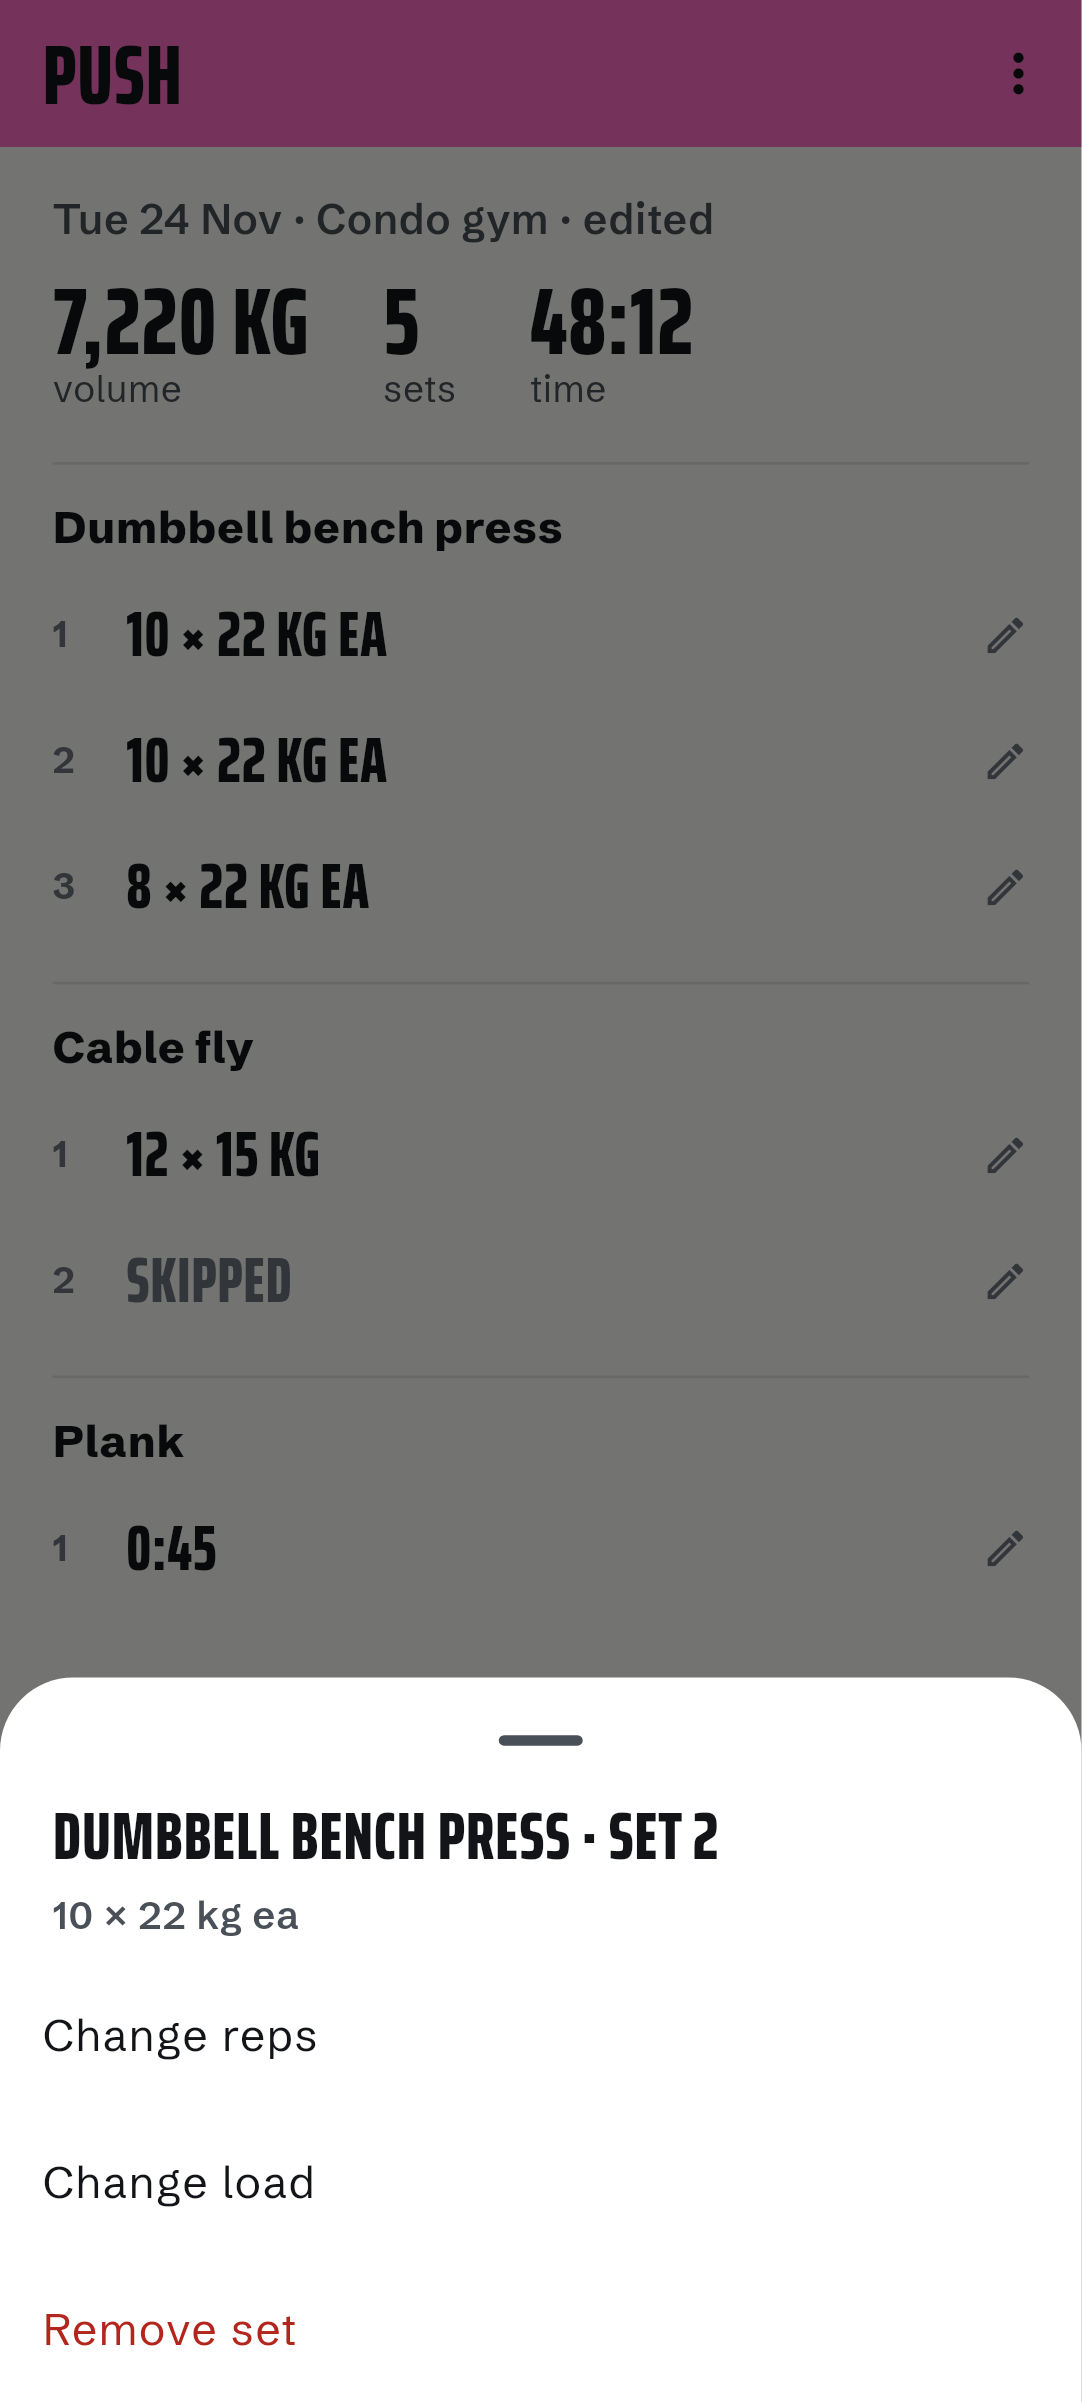 PUSH
Tue 24 Nov · Condo gym · edited
7,220 KG 5 48:12
volume sets time
Dumbbell bench press
1 10 × 22 KG EA
2 10 × 22 KG EA
3 8 × 22 KG EA
Cable fly
1 12 × 15 KG
2 SKIPPED
Plank
1 0:45
DUMBBELL BENCH PRESS · SET 2
10 × 22 kg ea
Change reps
Change load
Remove set